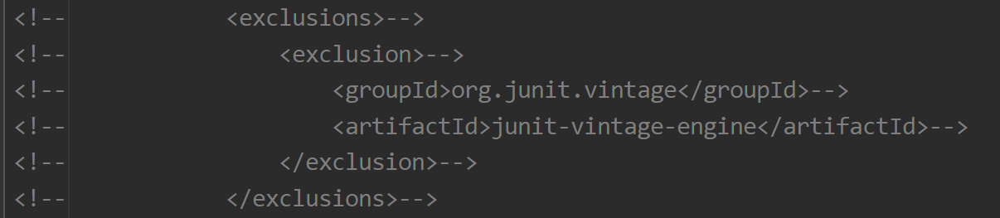 <!--            <exclusions>-->
<!--                <exclusion>-->
<!--                    <groupId>org.junit.vintage</groupId>-->
<!--                    <artifactId>junit-vintage-engine</artifactId>-->
<!--                </exclusion>-->
<!--            </exclusions>-->